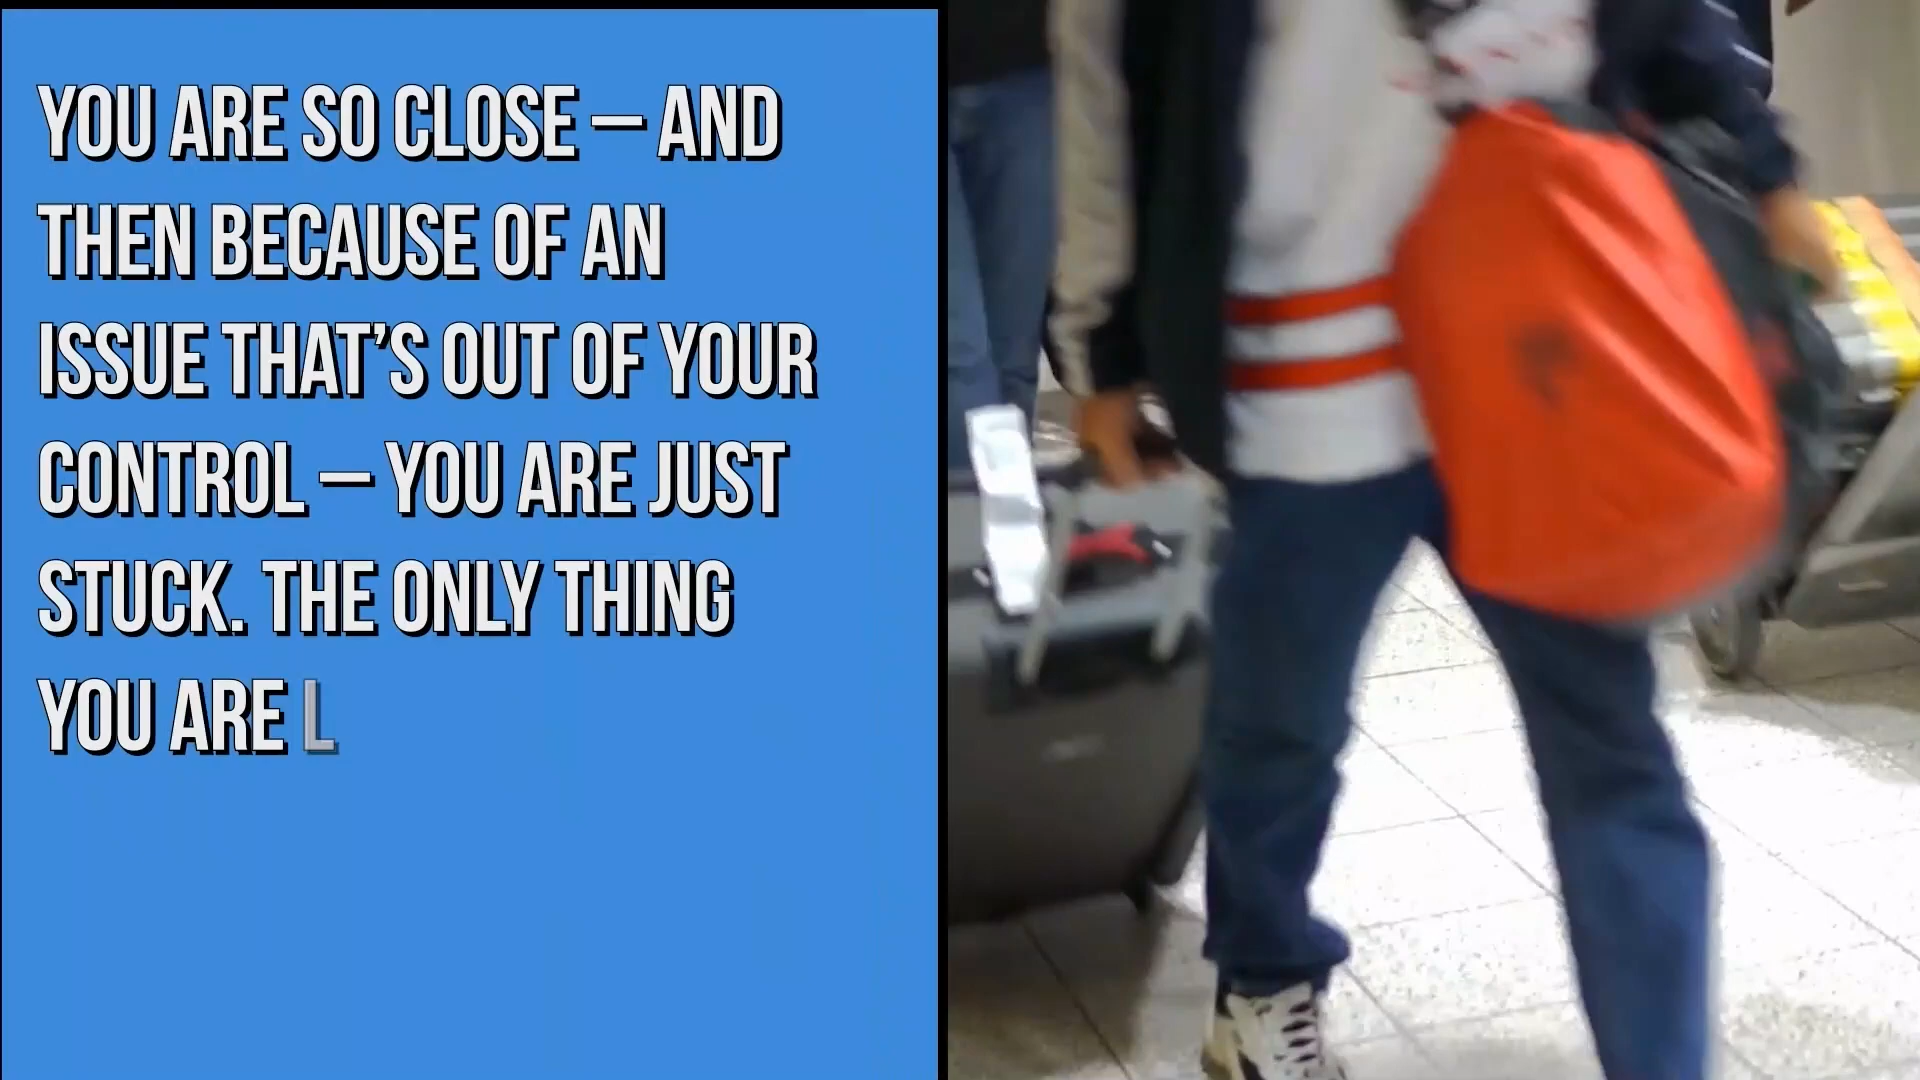 YOU ARE SO CLOSE – AND
THEN BECAUSE OF AN
ISSUE THAT’S OUT OF YOUR
CONTROL – YOU ARE JUST
STUCK. THE ONLY THING
YOU ARE L